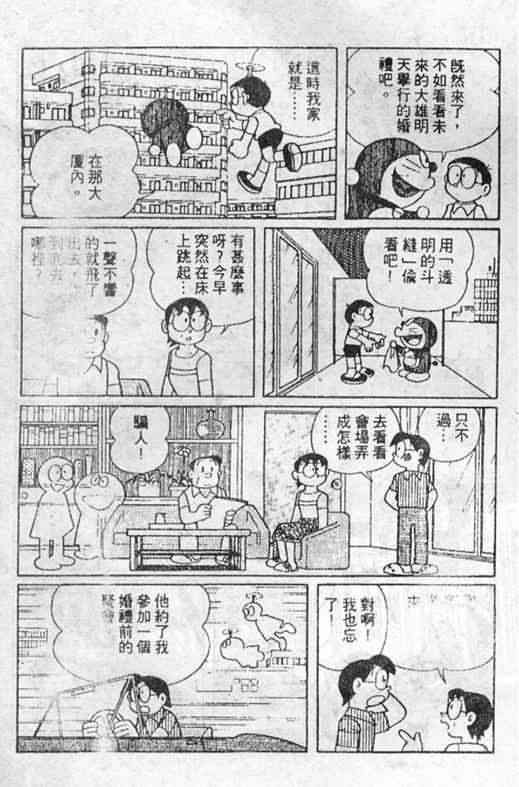 既然來了，
不如看看未
來的大雄明
天舉行的婚
禮吧。
這時我家
就是……
在那大
廈內。
用「透
明的斗
縫」偷
看吧！
有甚麼事
呀？今早
突然在床
上跳起…
一聲不響
的就飛了
出去，
到底去
哪裡？
只不
過…
去看看
會場弄
成怎樣
……
騙人！
對啊！
我也忘
了！
他約了我
參加一個
婚禮前的